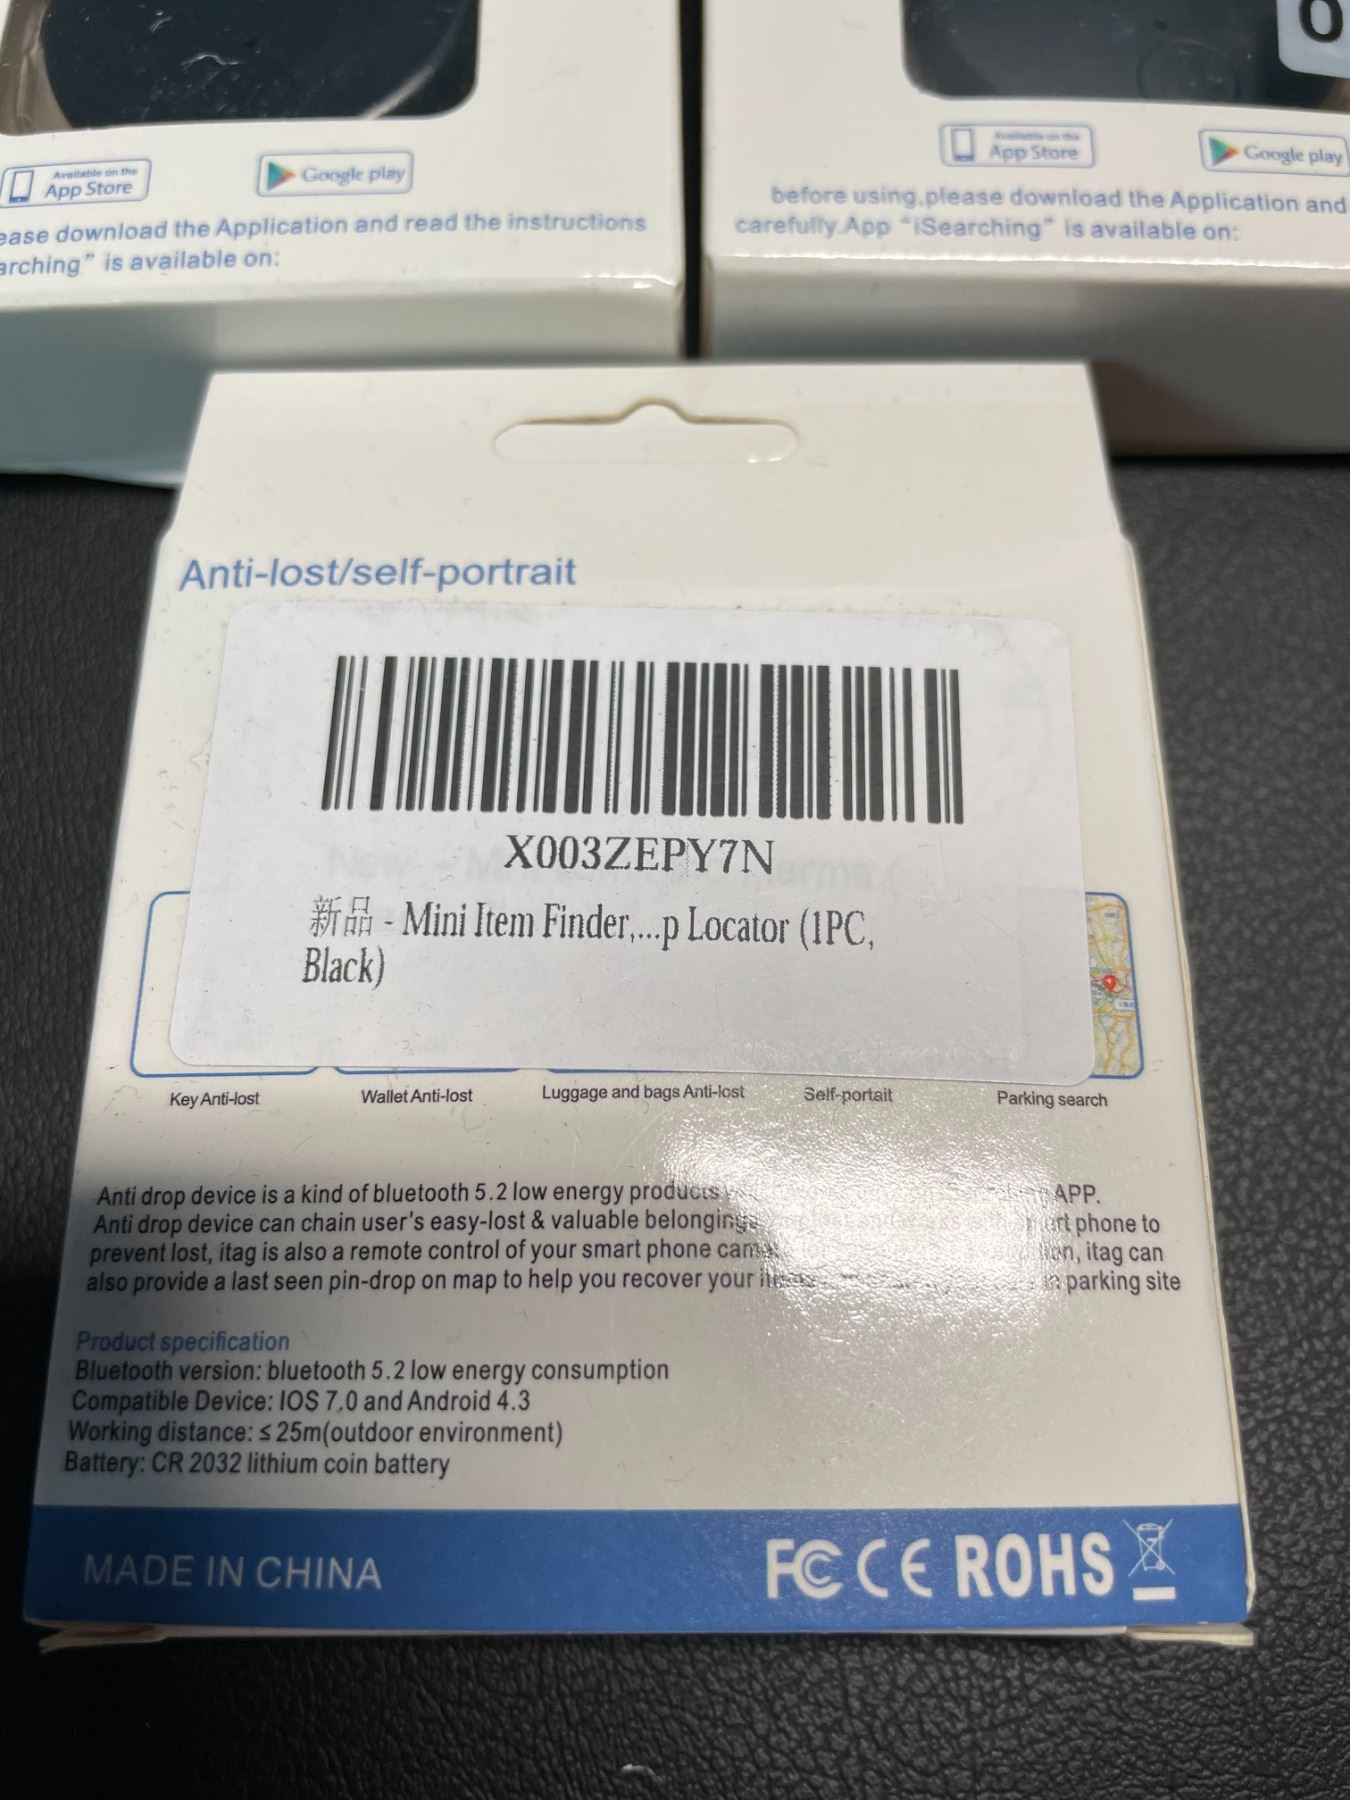 Available on the
App Store
Google play
ease download the Application and read the instructions
arching” is available on:
O
Available on the
App Store
Google play
before using,please download the Application and
carefully.App “iSearching” is available on:
Anti-lost/self-portrait
X003ZEPY7N
新品 - Mini Item Finder,...p Locator (1PC,
Black)
Key Anti-lost
Wallet Anti-lost
Luggage and bags Anti-lost
Self-portait
Parking search
Anti drop device is a kind of bluetooth 5.2 low energy products APP.
Anti drop device can chain user's easy-lost & valuable belongings phone to
prevent lost, itag is also a remote control of your smart phone itag can
also provide a last seen pin-drop on map to help you recover your parking site
Product specification
Bluetooth version: bluetooth 5.2 low energy consumption
Compatible Device: IOS 7.0 and Android 4.3
Working distance: ≤ 25m(outdoor environment)
Battery: CR 2032 lithium coin battery
MADE IN CHINA
FC CE ROHS